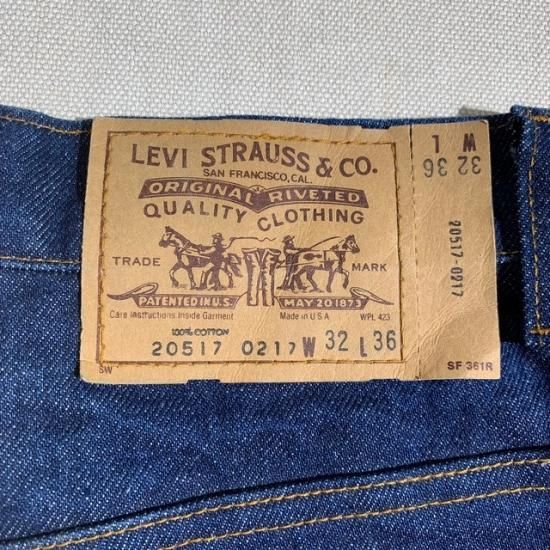 LEVI STRAUSS & CO.
SAN FRANCISCO, CAL.
ORIGINAL RIVETED
QUALITY CLOTHING
TRADE MARK
PATENTED IN U.S. MAY 20 1873
Care Instructions Inside Garment Made in U S A WPL 423
100% COTTON
20517 0217 W 32 L 36
SW
W L
32 36
20517-0217
SF 361R